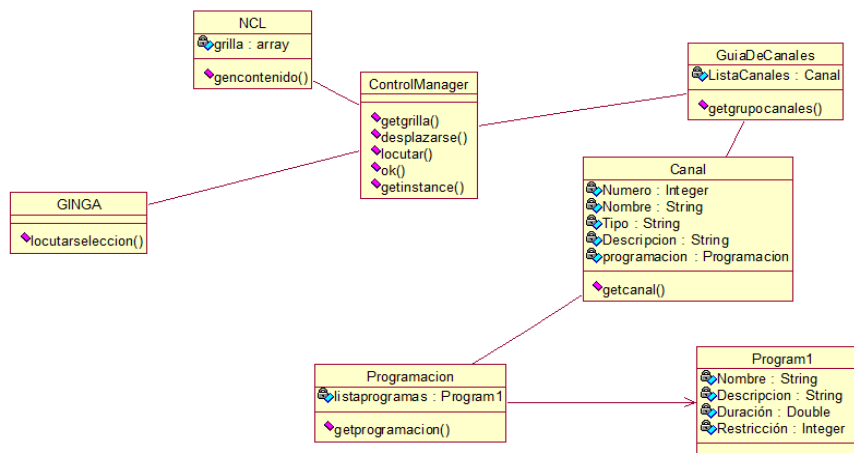 NCL
grilla : array
gencontenido()
ControlManager
getgrilla()
desplazarse()
locutar()
ok()
getinstance()
GuiaDeCanales
ListaCanales : Canal
getgrupocanales()
GINGA
locutarseleccion()
Canal
Numero : Integer
Nombre : String
Tipo : String
Descripcion : String
programacion : Programacion
getcanal()
Programacion
listaprogramas : Program1
getprogramacion()
Program1
Nombre : String
Descripcion : String
Duración : Double
Restricción : Integer